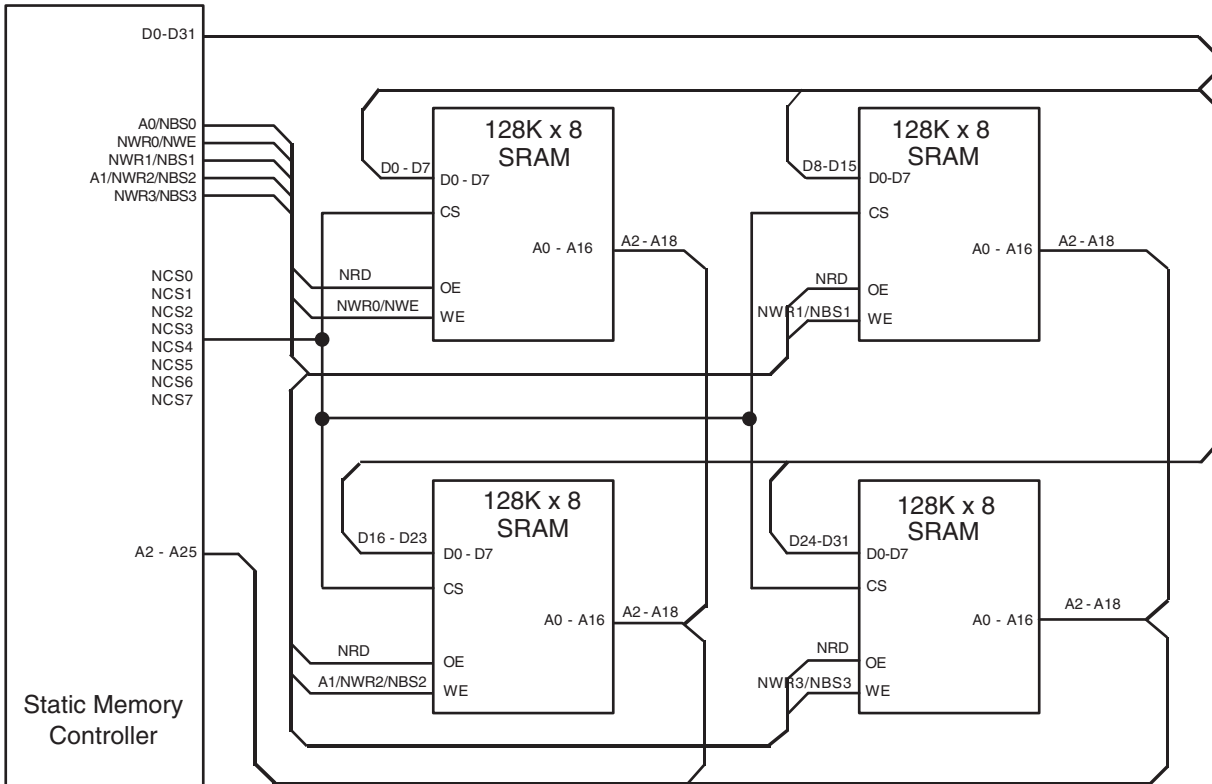 D0-D31
A0/NBS0
NWR0/NWE
NWR1/NBS1
A1/NWR2/NBS2
NWR3/NBS3
NCS0
NCS1
NCS2
NCS3
NCS4
NCS5
NCS6
NCS7
A2 - A25
Static Memory
Controller
128K x 8
SRAM
D0 - D7
D0 - D7
CS
A0 - A16
A2 - A18
NRD
OE
NWR0/NWE
WE
128K x 8
SRAM
D8-D15
D0-D7
CS
A0 - A16
A2 - A18
NRD
OE
NWR1/NBS1
WE
128K x 8
SRAM
D16 - D23
D0 - D7
CS
A0 - A16
A2 - A18
NRD
OE
A1/NWR2/NBS2
WE
128K x 8
SRAM
D24-D31
D0-D7
CS
A0 - A16
A2 - A18
NRD
OE
NWR3/NBS3
WE